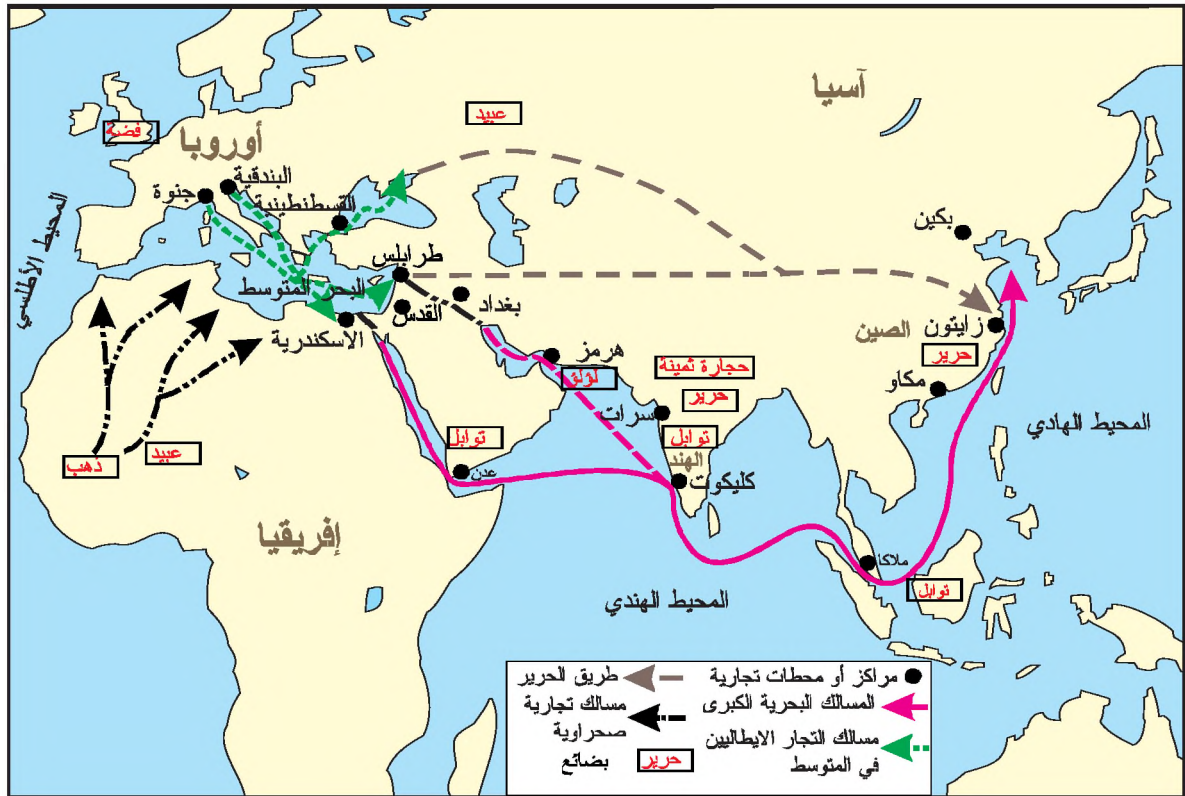 آسيا
عبيد
فضة
أوروبا
البندقية
جنوة
القسطنطينية
المحيط الأطلسي
بكين
طرابلس
البحر المتوسط
بغداد
القدس
الاسكندرية
زايتون
الصين
حرير
هرمز
لؤلؤ
حجارة ثمينة
حرير
مكاو
سرات
توابل
توابل
المحيط الهادي
عبيد
ذهب
الهند
كليكوت
عدن
إفريقيا
ملاكا
توابل
المحيط الهندي
مراكز أو محطات تجارية
طريق الحرير
المسالك البحرية الكبرى
مسالك تجارية
صحراوية
مسالك التجار الايطاليين
في المتوسط
حرير
بضائع